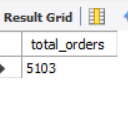 Result Grid
total_orders
5103